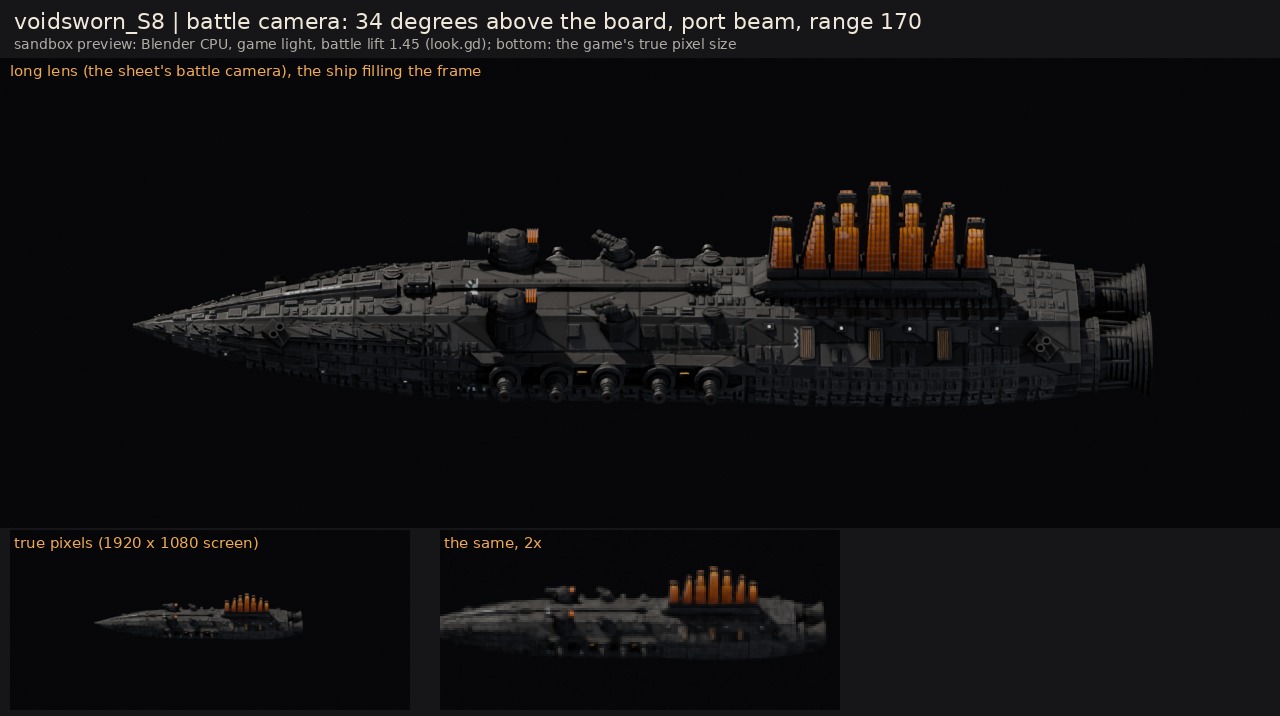 voidsworn_S8 | battle camera: 34 degrees above the board, port beam, range 170
sandbox preview: Blender CPU, game light, battle lift 1.45 (look.gd); bottom: the game's true pixel size
long lens (the sheet's battle camera), the ship filling the frame
true pixels (1920 x 1080 screen)
the same, 2x